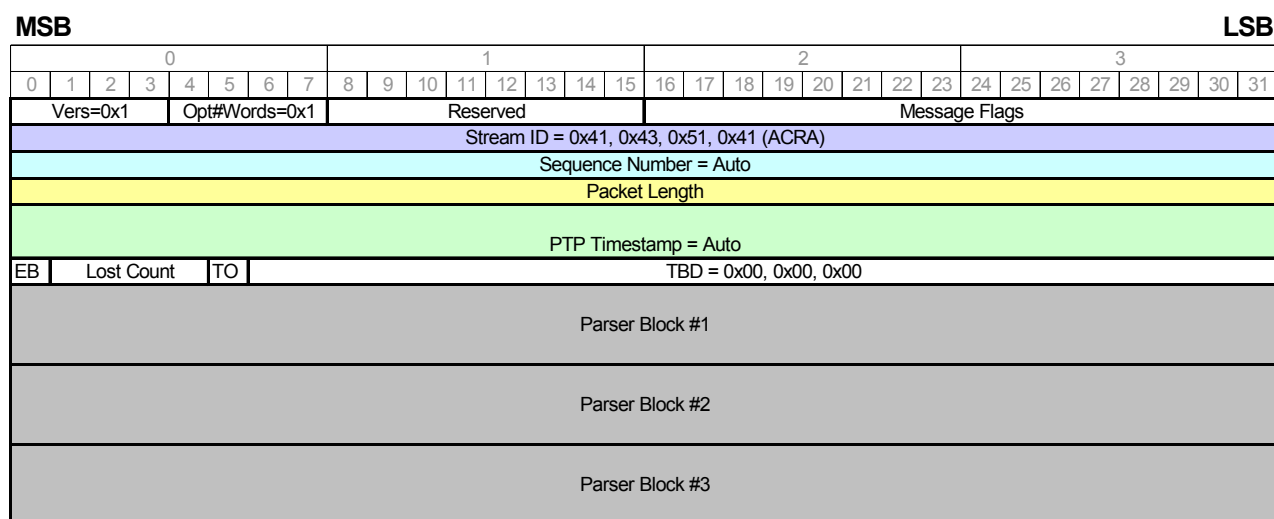 MSB LSB
0 1 2 3
0 1 2 3 4 5 6 7 8 9 10 11 12 13 14 15 16 17 18 19 20 21 22 23 24 25 26 27 28 29 30 31
Vers=0x1 Opt#Words=0x1 Reserved Message Flags
Stream ID = 0x41, 0x43, 0x51, 0x41 (ACRA)
Sequence Number = Auto
Packet Length
PTP Timestamp = Auto
EB Lost Count TO TBD = 0x00, 0x00, 0x00
Parser Block #1
Parser Block #2
Parser Block #3